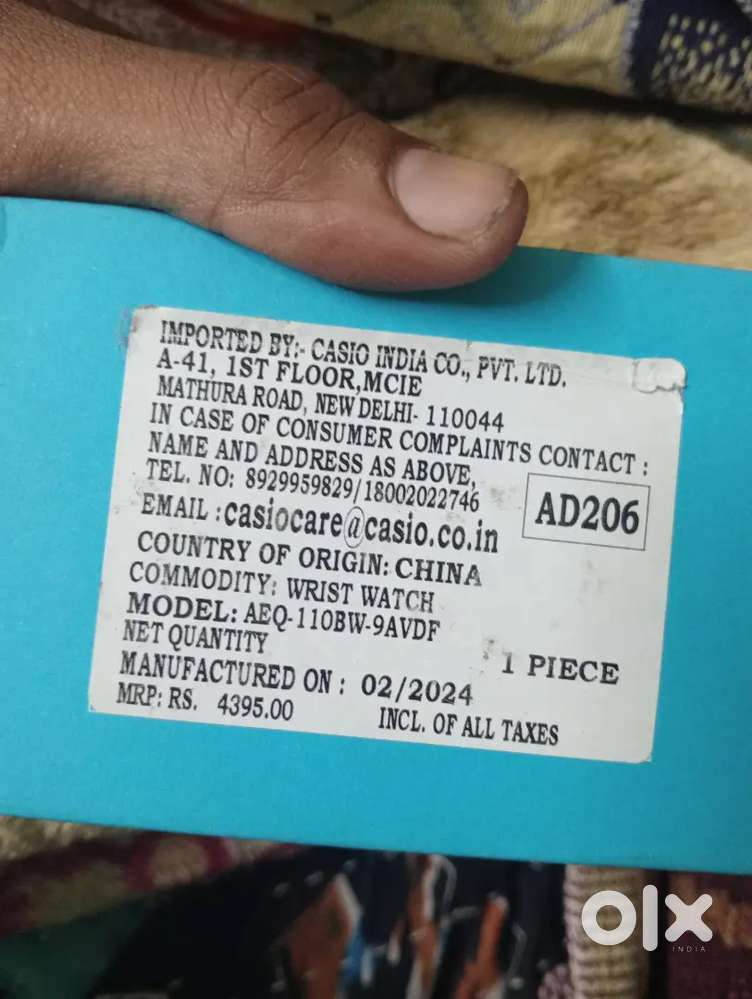 IMPORTED BY:- CASIO INDIA CO., PVT. LTD.
A-41, 1ST FLOOR,MCIE
MATHURA ROAD, NEW DELHI- 110044
IN CASE OF CONSUMER COMPLAINTS CONTACT :
NAME AND ADDRESS AS ABOVE,
TEL. NO: 8929959829/18002022746
EMAIL :casiocare@casio.co.in
AD206
COUNTRY OF ORIGIN: CHINA
COMMODITY: WRIST WATCH
MODEL: AEQ-110BW-9AVDF
NET QUANTITY 1 PIECE
MANUFACTURED ON : 02/2024
MRP: RS. 4395.00 INCL. OF ALL TAXES
olx
INDIA